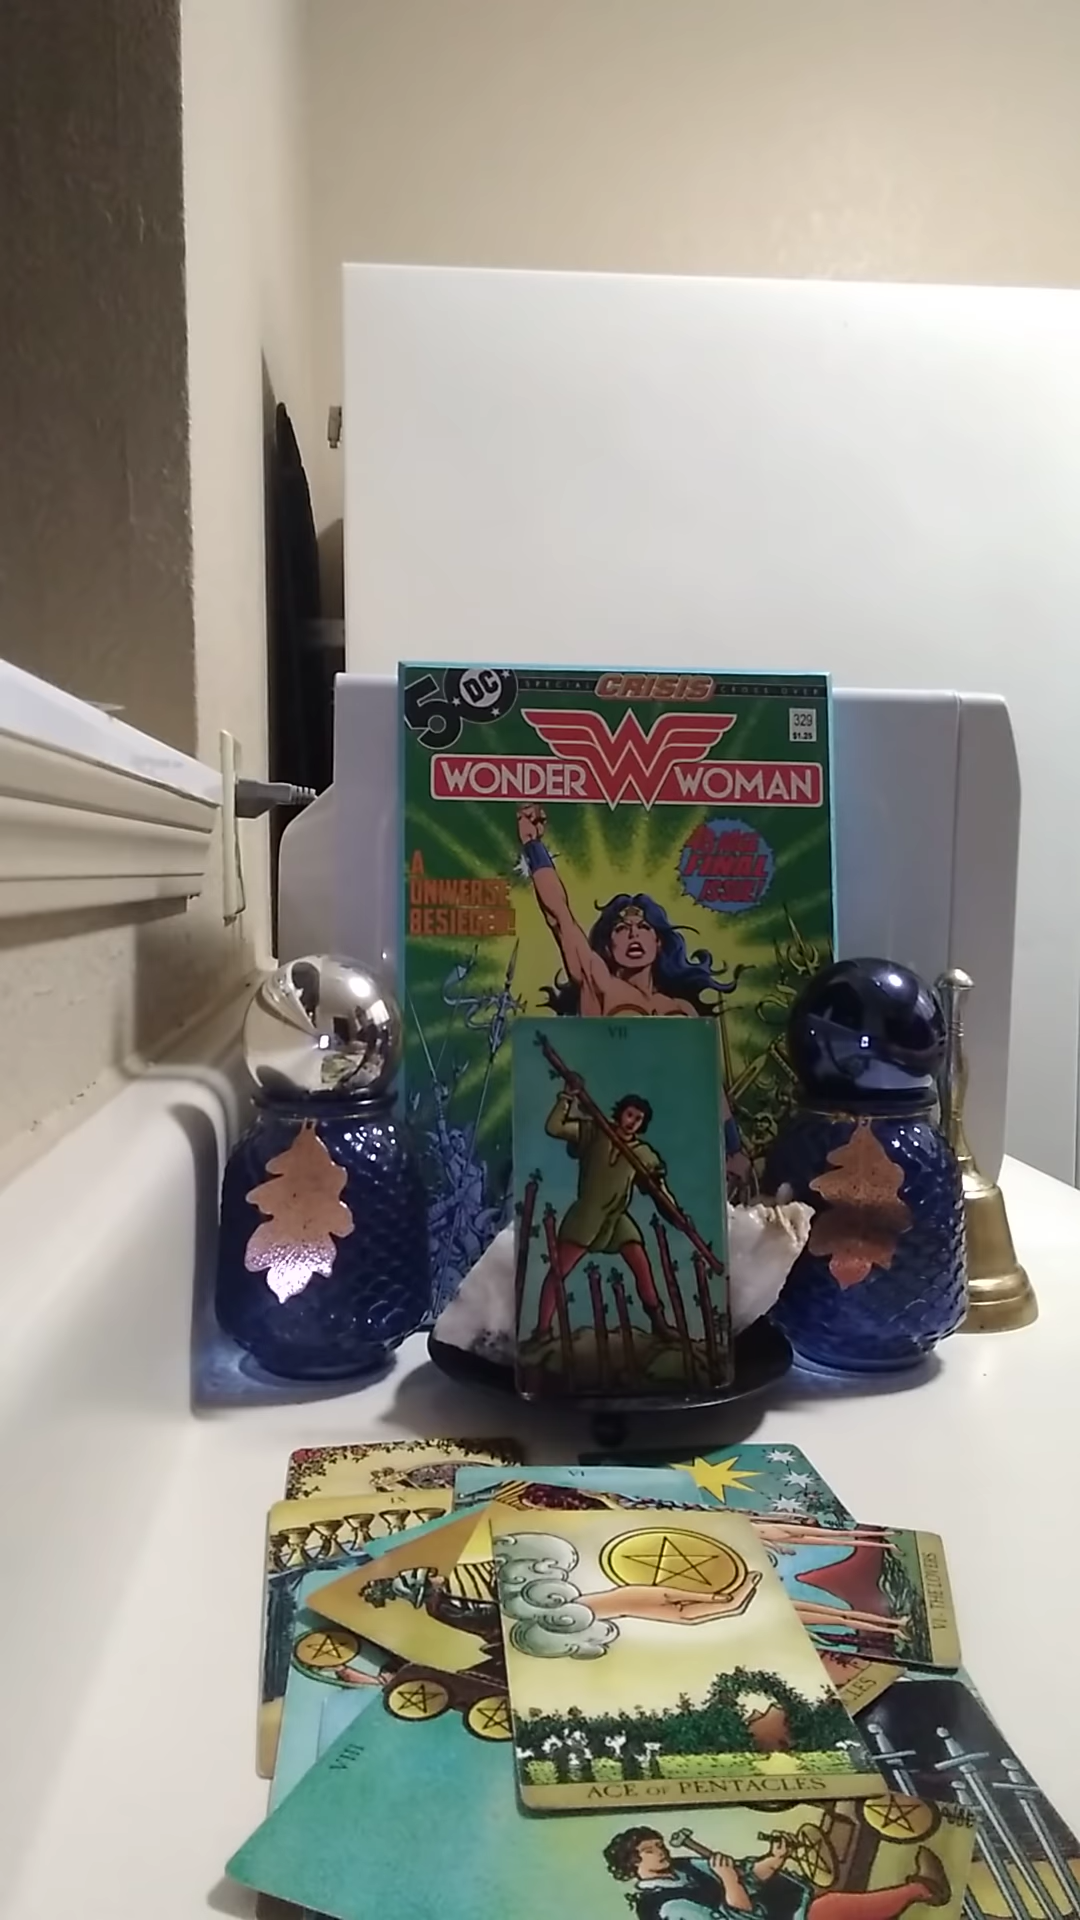 50 DC
SPECIAL CRISIS CROSS-OVER
329
$1.25
WONDER W WOMAN
A
UNIVERSE
BESIEGED!
FINAL
ISSUE!
VII
VI
IX
VI · THE LOVERS
VIII
ACE OF PENTACLES